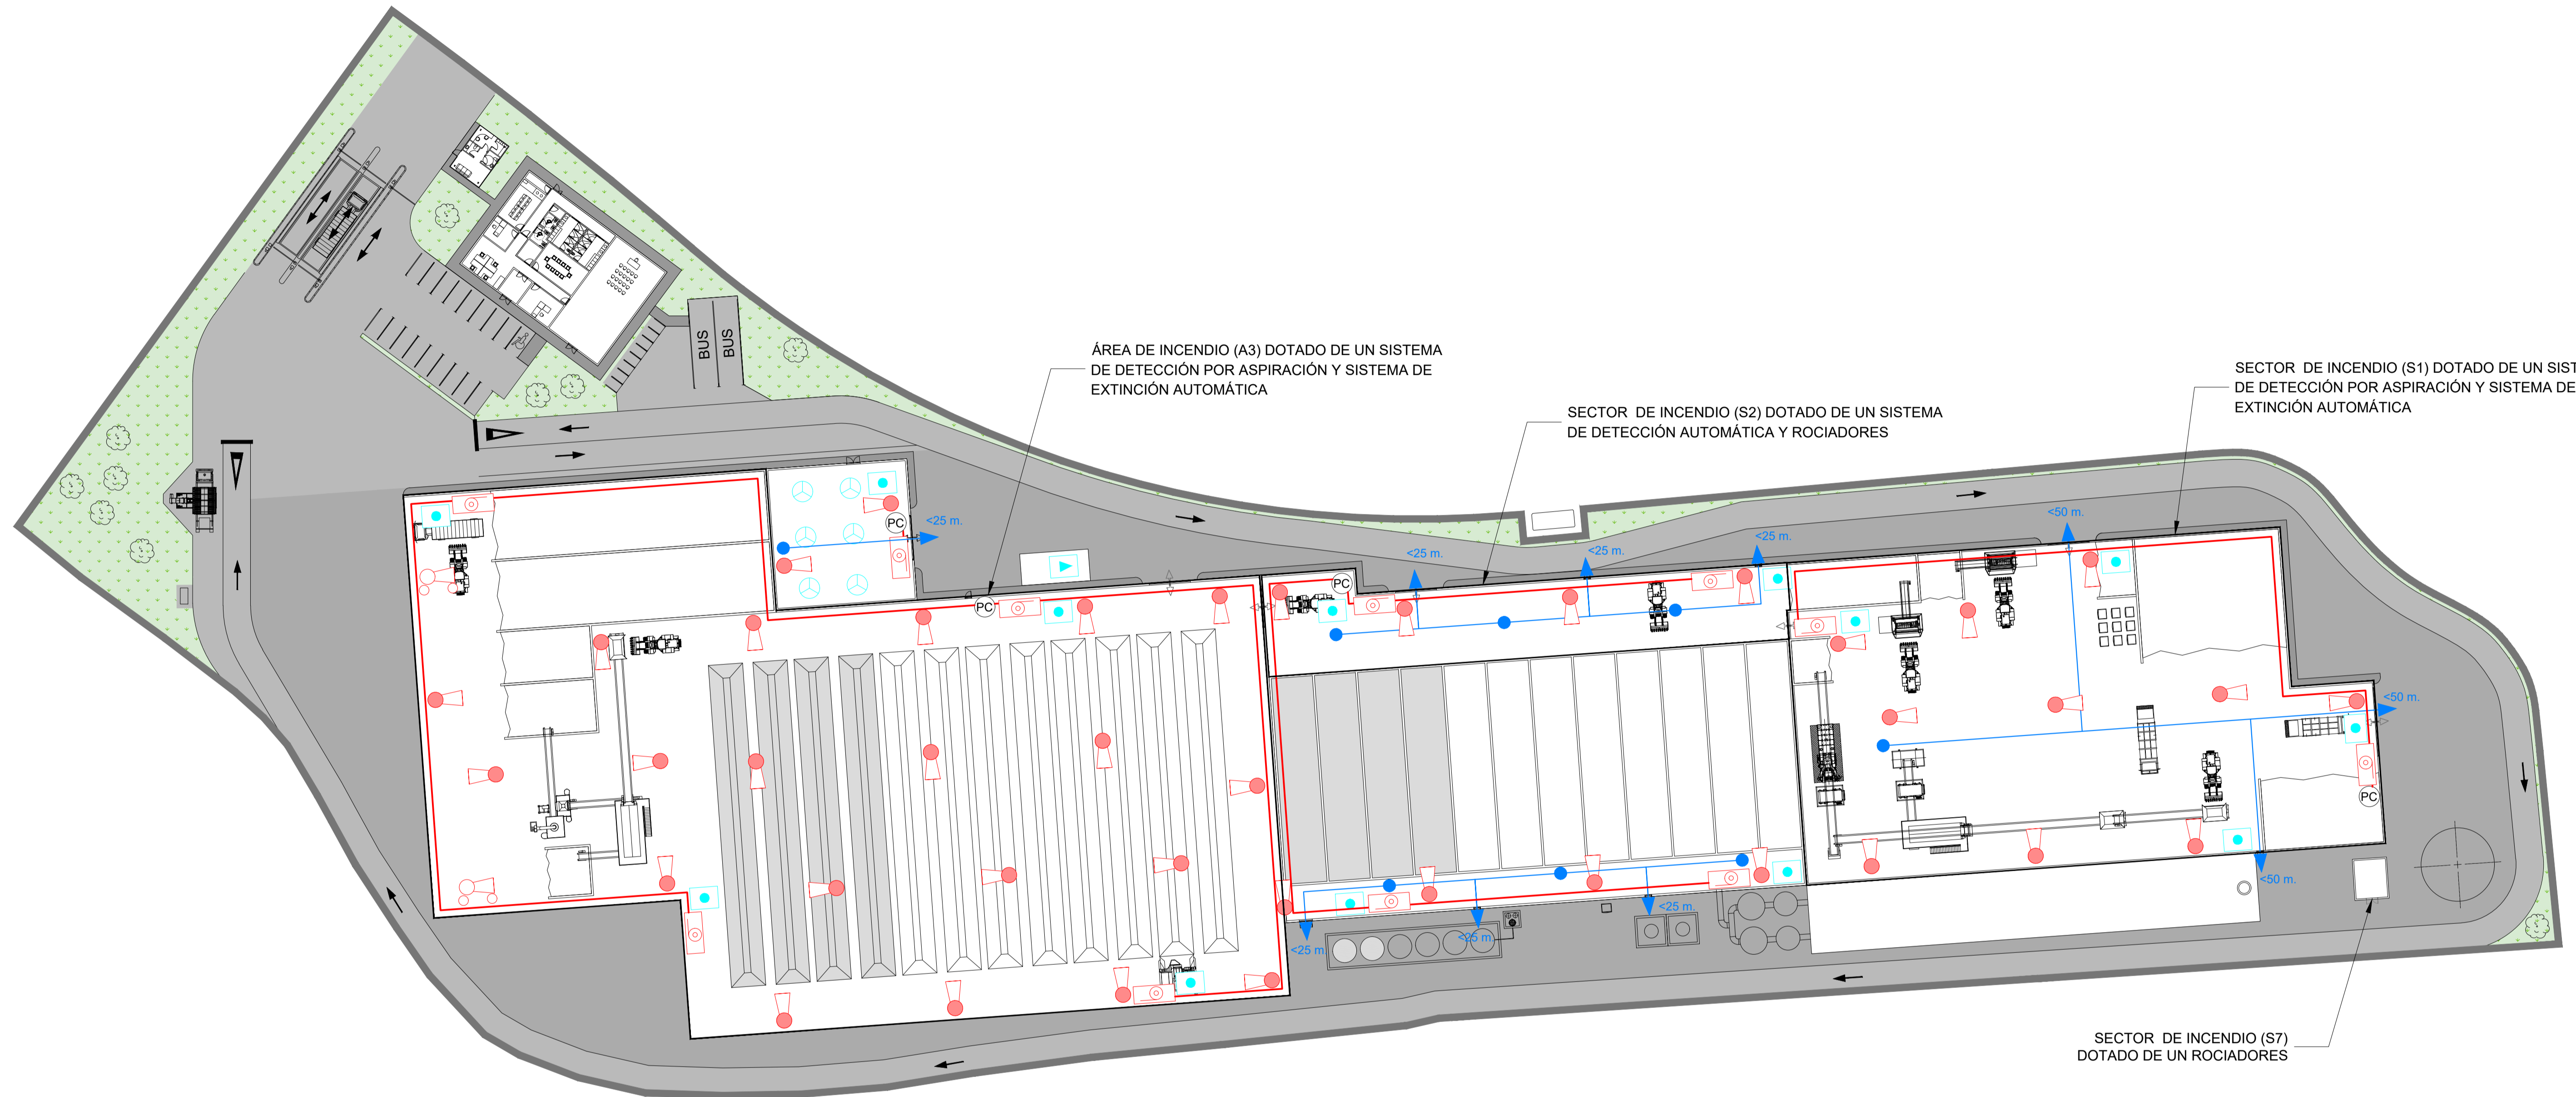 BUS
BUS
ÁREA DE INCENDIO (A3) DOTADO DE UN SISTEMA
DE DETECCIÓN POR ASPIRACIÓN Y SISTEMA DE
EXTINCIÓN AUTOMÁTICA
SECTOR DE INCENDIO (S2) DOTADO DE UN SISTEMA
DE DETECCIÓN AUTOMÁTICA Y ROCIADORES
SECTOR DE INCENDIO (S1) DOTADO DE UN SIST
DE DETECCIÓN POR ASPIRACIÓN Y SISTEMA DE
EXTINCIÓN AUTOMÁTICA
PC
<25 m.
PC
PC
<25 m.
<25 m.
<25 m.
<50 m.
<50 m.
PC
<50 m.
<25 m.
<25 m.
<25 m.
SECTOR DE INCENDIO (S7)
DOTADO DE UN ROCIADORES